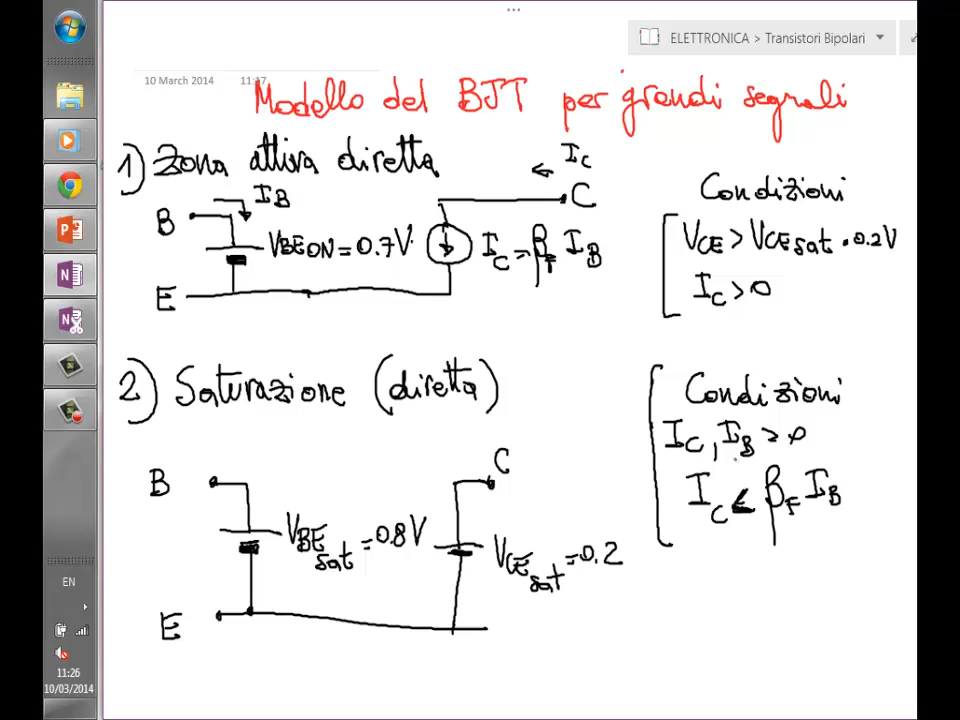 ELETTRONICA > Transistori Bipolari
10 March 2014 11:17
Modello del BJT per grandi segnali
1) Zona attiva diretta
I_C
C
B
I_B
V_BEON = 0.7V
I_C = β_F I_B
E
Condizioni
V_CE > V_CEsat = 0.2V
I_C > 0
2) Saturazione (diretta)
B
C
V_BEsat = 0.8V
V_CEsat = 0.2
E
Condizioni
I_C, I_B > 0
I_C < β_F I_B
EN
11:26
10/03/2014